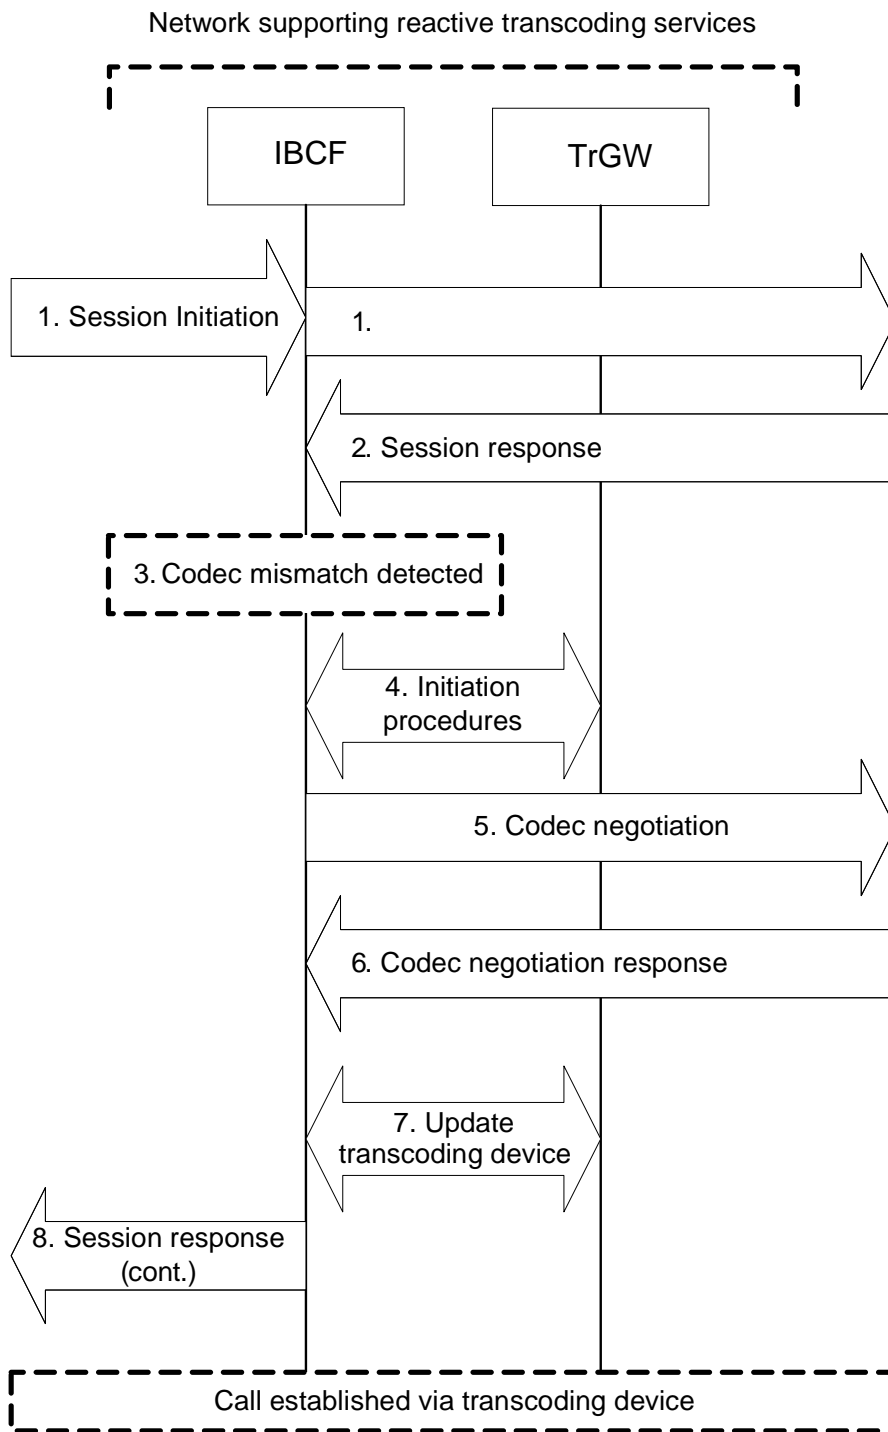 Network supporting reactive transcoding services
IBCF
TrGW
1. Session Initiation
1.
2. Session response
3. Codec mismatch detected
4. Initiation
procedures
5. Codec negotiation
6. Codec negotiation response
7. Update
transcoding device
8. Session response
(cont.)
Call established via transcoding device